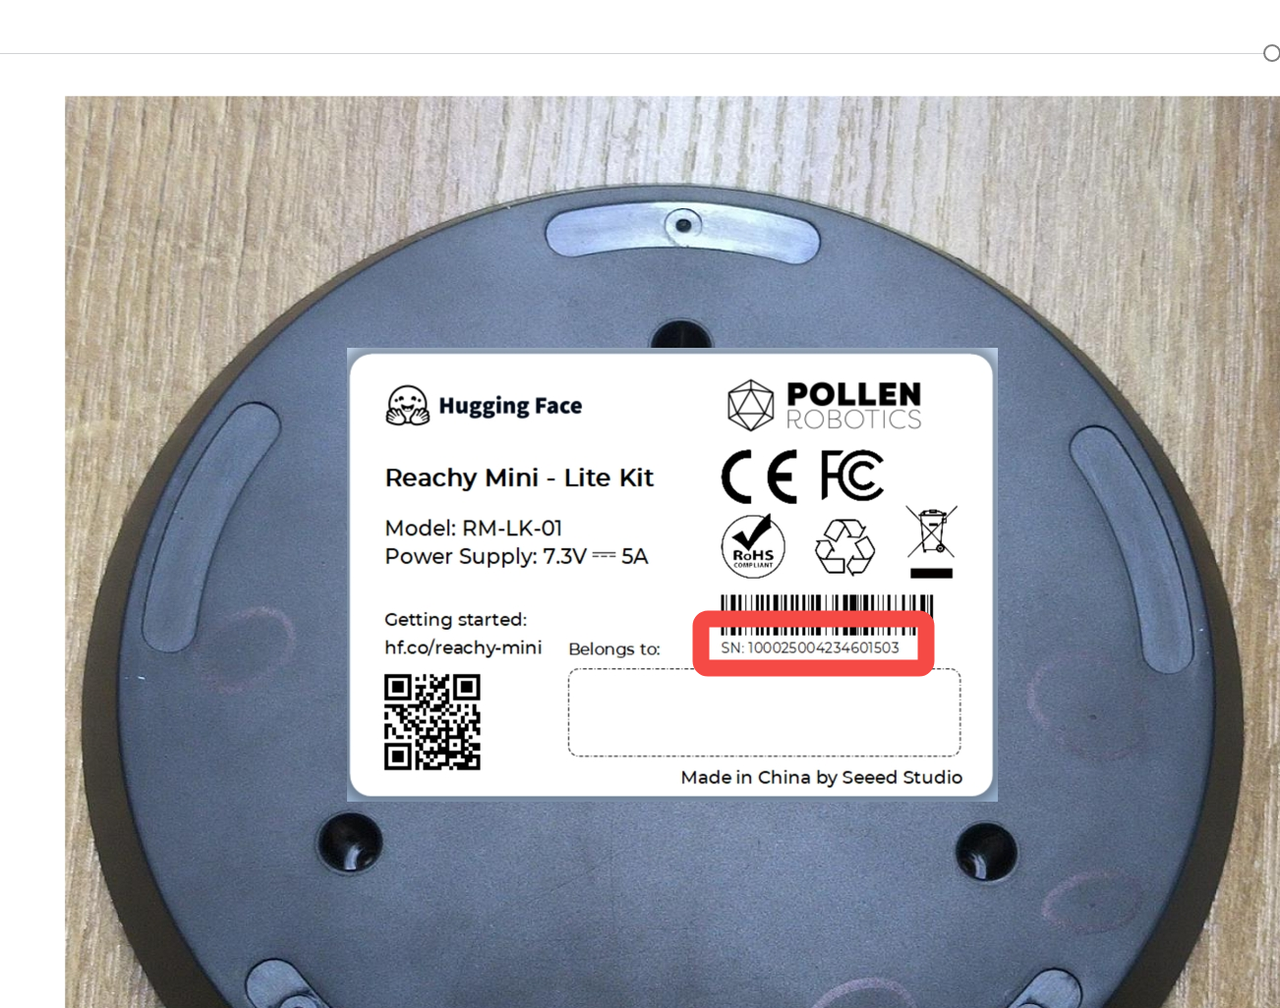 Hugging Face
POLLEN
ROBOTICS
Reachy Mini - Lite Kit
Model: RM-LK-01
Power Supply: 7.3V ⎓ 5A
CE FC
RoHS
COMPLIANT
Getting started:
hf.co/reachy-mini
Belongs to:
SN: 100025004234601503
Made in China by Seeed Studio